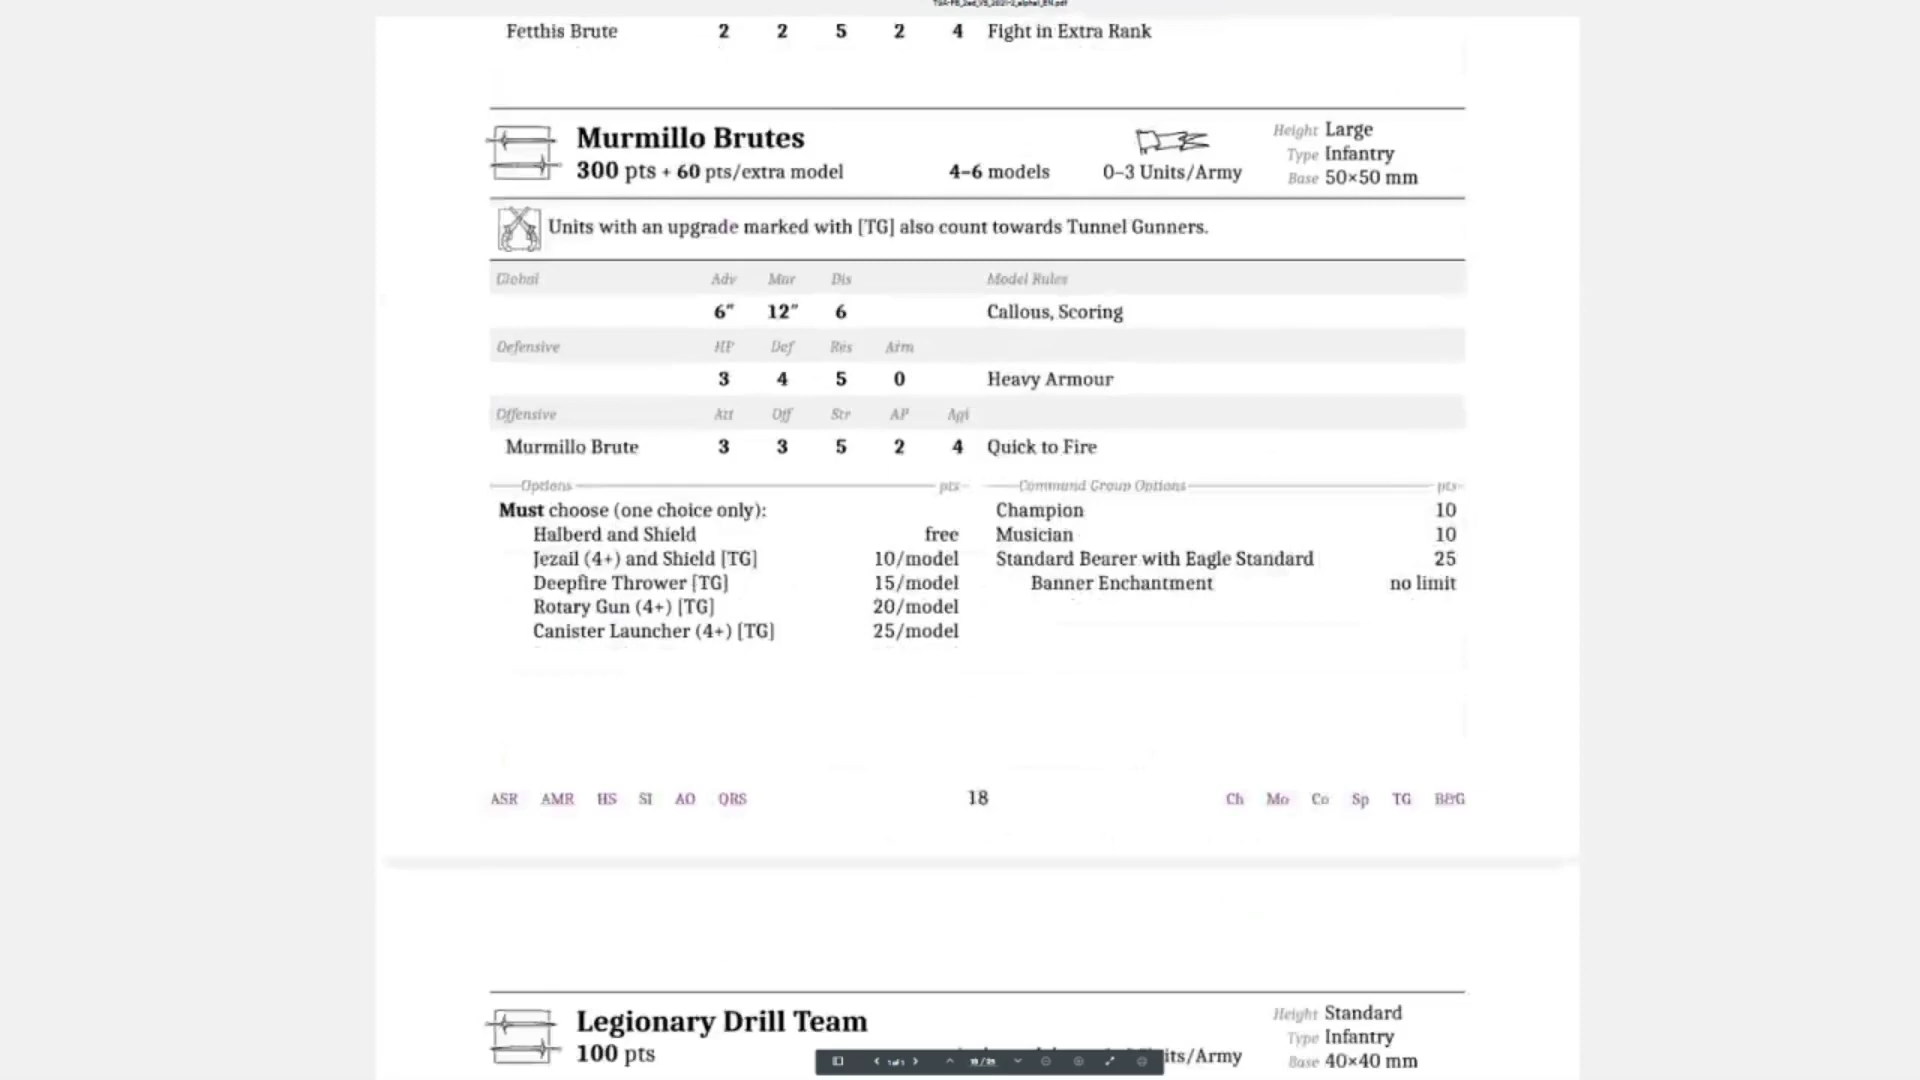 Fetthis Brute 2 2 5 2 4 Fight in Extra Rank
Murmillo Brutes
Height Large
300 pts + 60 pts/extra model 4–6 models 0–3 Units/Army
Type Infantry
Base 50×50 mm
Units with an upgrade marked with [TG] also count towards Tunnel Gunners.
Global Adv Mar Dis Model Rules
6″ 12″ 6 Callous, Scoring
Defensive HP Def Res Arm
3 4 5 0 Heavy Armour
Offensive Att Off Str AP Agi
Murmillo Brute 3 3 5 2 4 Quick to Fire
Options pts
Must choose (one choice only):
Halberd and Shield free
Jezail (4+) and Shield [TG] 10/model
Deepfire Thrower [TG] 15/model
Rotary Gun (4+) [TG] 20/model
Canister Launcher (4+) [TG] 25/model
Command Group Options pts
Champion 10
Musician 10
Standard Bearer with Eagle Standard 25
Banner Enchantment no limit
ASR AMR HS SI AO QRS 18 Ch Mo Co Sp TG B&G
Legionary Drill Team
Height Standard
100 pts
its/Army
Type Infantry
Base 40×40 mm